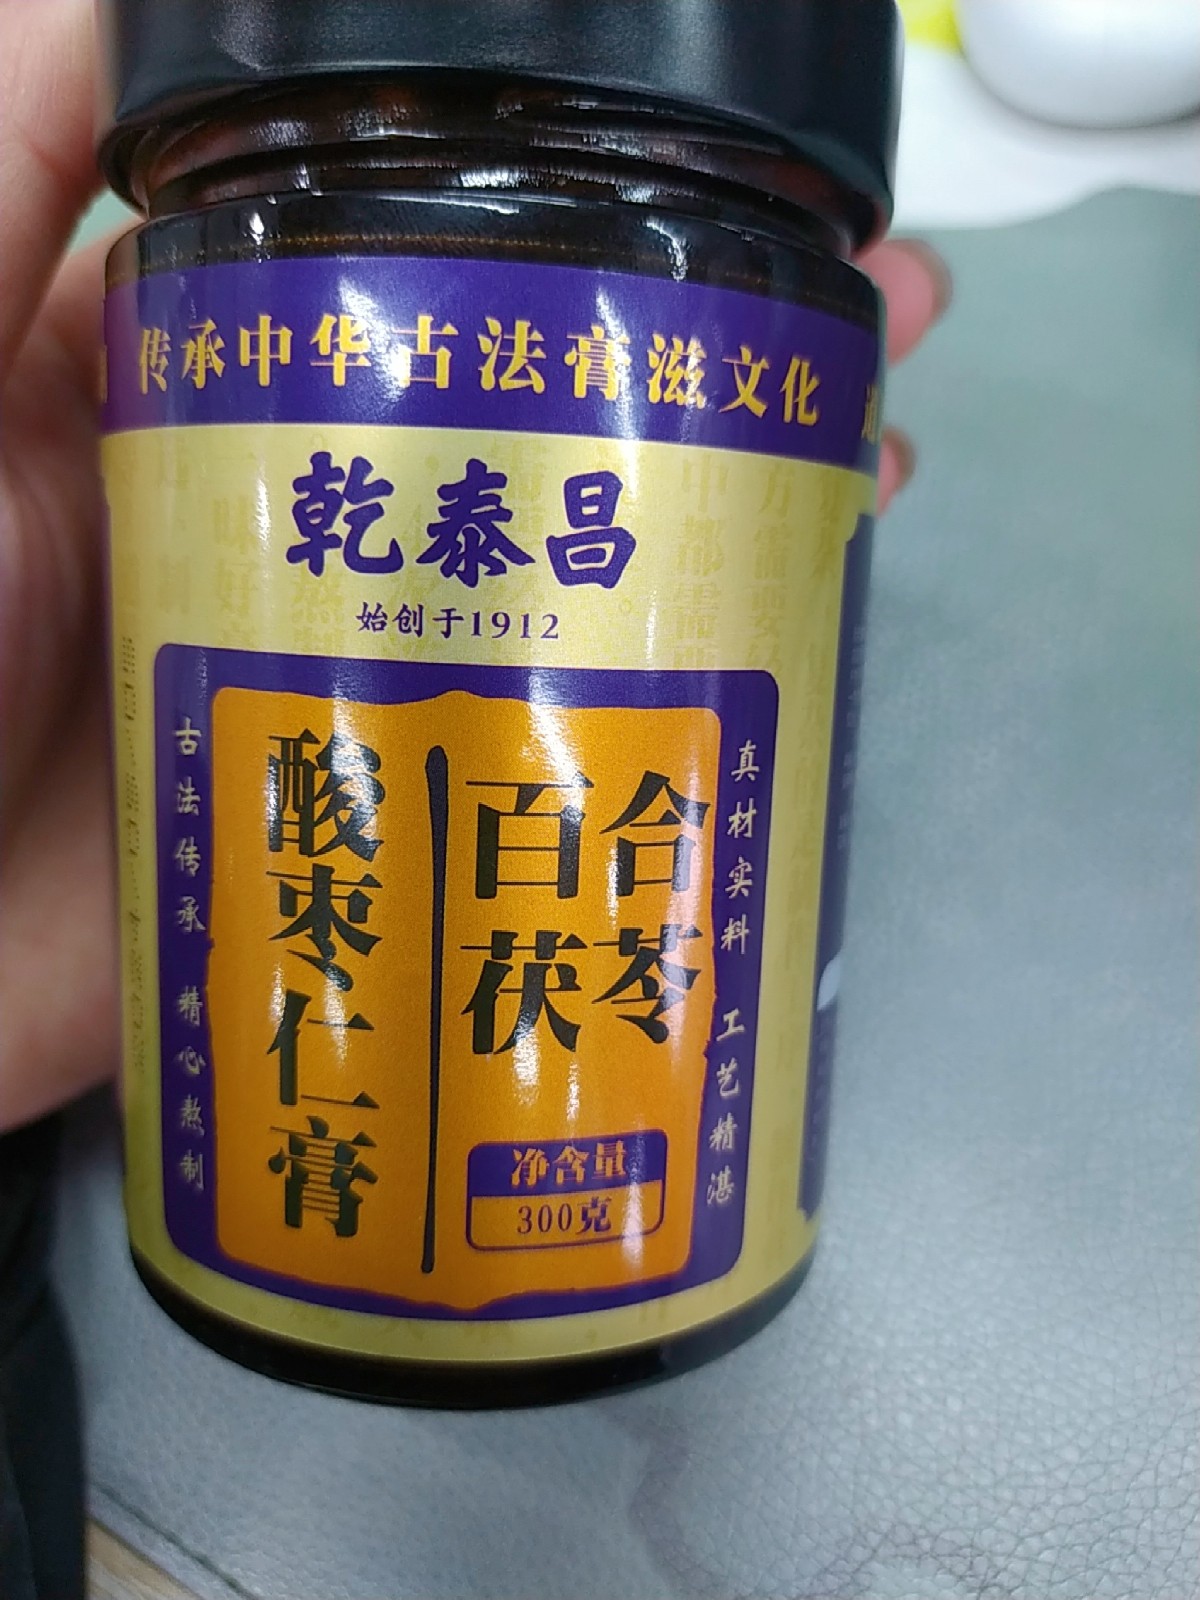 传承中华古法膏滋文化
乾泰昌
始创于1912
古法传承 精心熬制
酸枣仁膏
百合
茯苓
真材实料 工艺精湛
净含量
300克